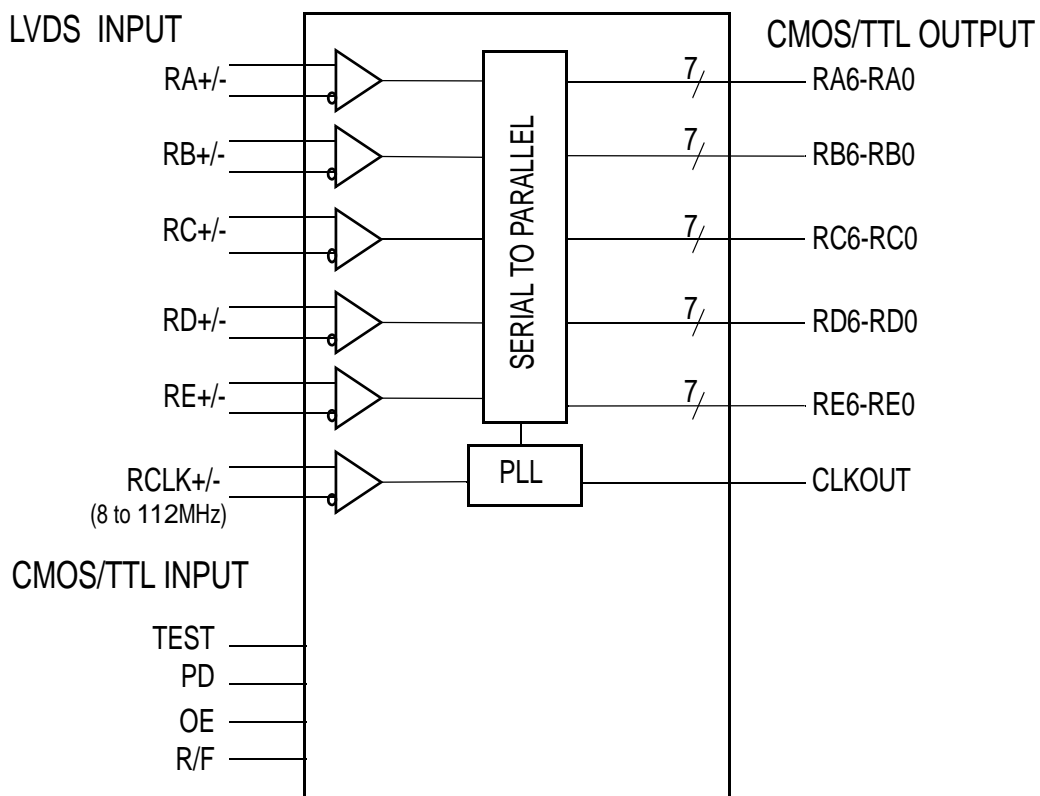 LVDS INPUT
CMOS/TTL OUTPUT
RA+/-
7
RA6-RA0
RB+/-
7
RB6-RB0
RC+/-
7
RC6-RC0
RD+/-
7
RD6-RD0
RE+/-
7
RE6-RE0
SERIAL TO PARALLEL
RCLK+/-
(8 to 112MHz)
PLL
CLKOUT
CMOS/TTL INPUT
TEST
PD
OE
R/F